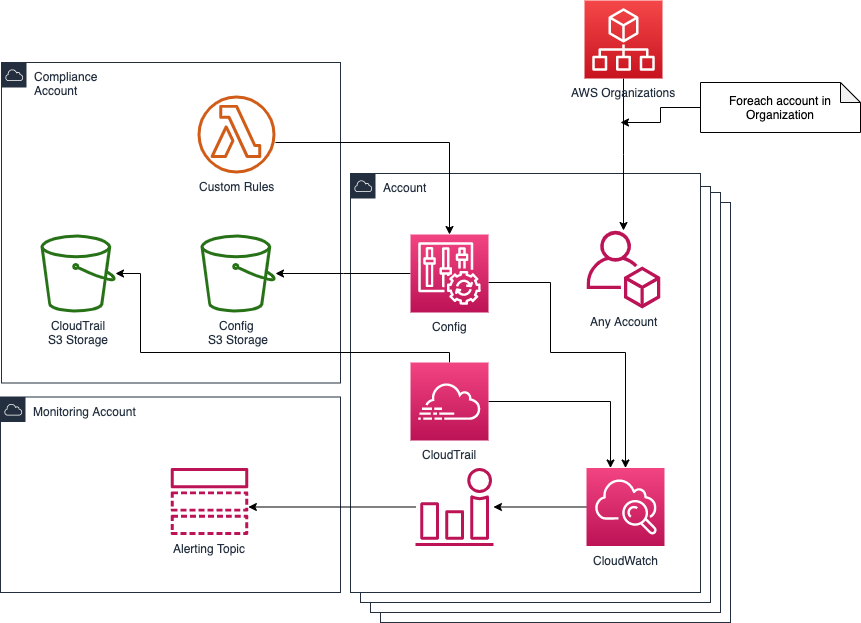 AWS Organizations
Foreach account in
Organization
Compliance
Account
Custom Rules
Account
CloudTrail
S3 Storage
Config
S3 Storage
Config
Any Account
Monitoring Account
CloudTrail
Alerting Topic
CloudWatch